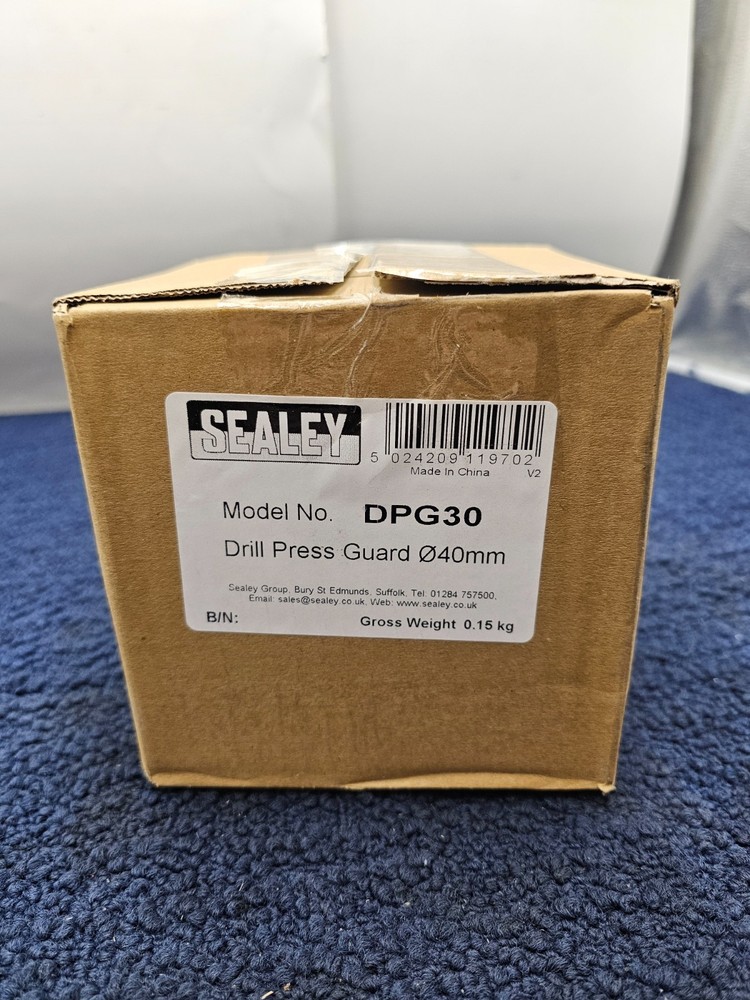 SEALEY
5 024209 119702
Made In China V2
Model No. DPG30
Drill Press Guard Ø40mm
Sealey Group, Bury St Edmunds, Suffolk, Tel: 01284 757500,
Email: sales@sealey.co.uk, Web: www.sealey.co.uk
B/N: Gross Weight 0.15 kg